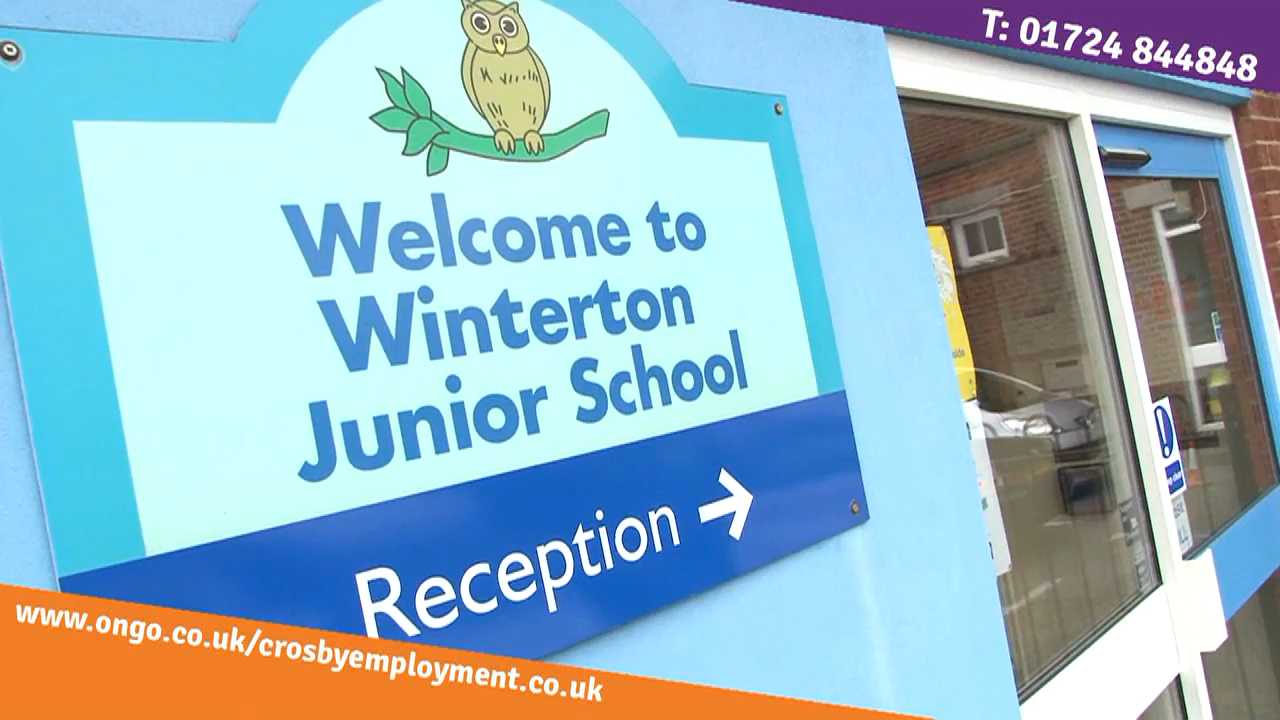 T: 01724 844848
Welcome to
Winterton
Junior School
Reception →
www.ongo.co.uk/crosbyemployment.co.uk